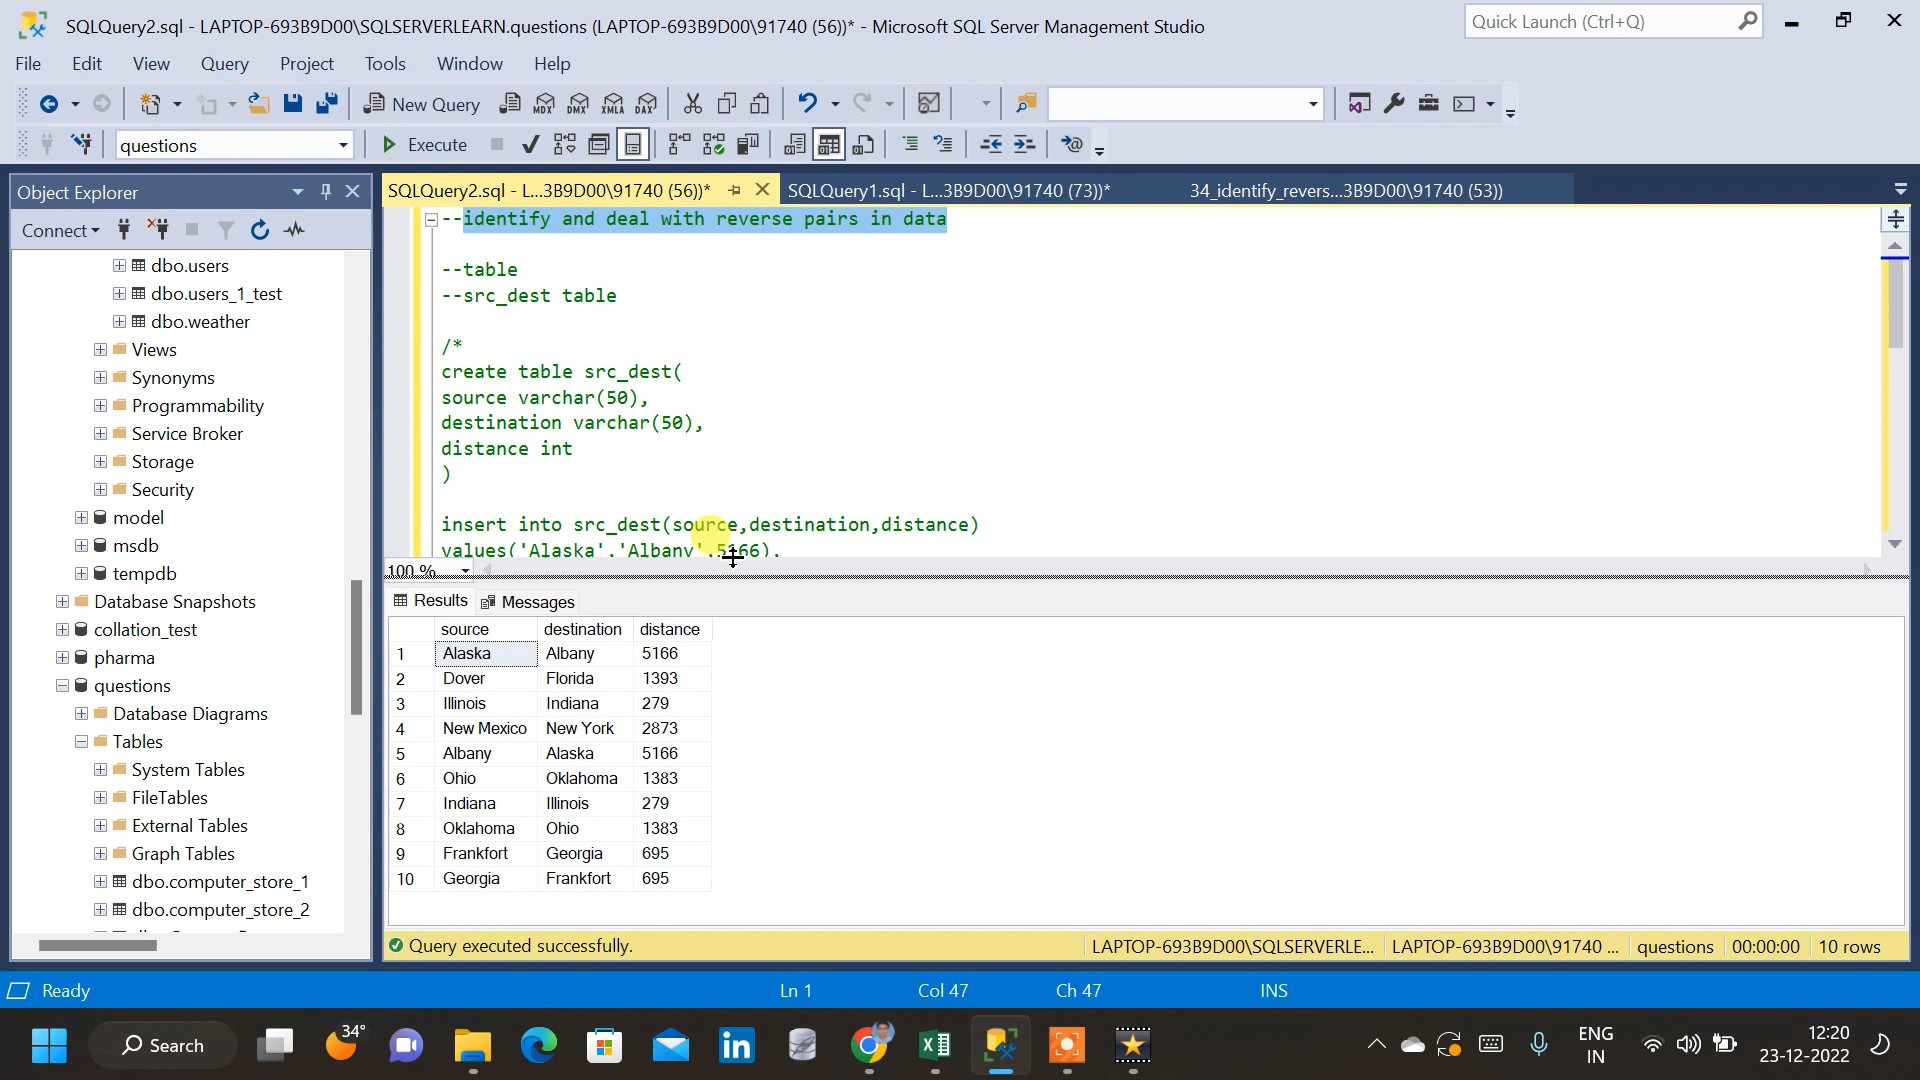 SQLQuery2.sql - LAPTOP-693B9D00\SQLSERVERLEARN.questions (LAPTOP-693B9D00\91740 (56))* - Microsoft SQL Server Management Studio
Quick Launch (Ctrl+Q)
File Edit View Query Project Tools Window Help
New Query MDX DMX XMLA DAX
questions Execute
Object Explorer
SQLQuery2.sql - L...3B9D00\91740 (56))* SQLQuery1.sql - L...3B9D00\91740 (73))* 34_identify_revers...3B9D00\91740 (53))
Connect
dbo.users
dbo.users_1_test
dbo.weather
Views
Synonyms
Programmability
Service Broker
Storage
Security
model
msdb
tempdb
Database Snapshots
collation_test
pharma
questions
Database Diagrams
Tables
System Tables
FileTables
External Tables
Graph Tables
dbo.computer_store_1
dbo.computer_store_2
--identify and deal with reverse pairs in data
--table
--src_dest table
/*
create table src_dest(
source varchar(50),
destination varchar(50),
distance int
)
insert into src_dest(source,destination,distance)
values('Alaska','Albany',5166),
100 %
Results Messages
source destination distance
1 Alaska Albany 5166
2 Dover Florida 1393
3 Illinois Indiana 279
4 New Mexico New York 2873
5 Albany Alaska 5166
6 Ohio Oklahoma 1383
7 Indiana Illinois 279
8 Oklahoma Ohio 1383
9 Frankfort Georgia 695
10 Georgia Frankfort 695
Query executed successfully. LAPTOP-693B9D00\SQLSERVERLE... LAPTOP-693B9D00\91740 ... questions 00:00:00 10 rows
Ready Ln 1 Col 47 Ch 47 INS
Search 34° ENG IN 12:20 23-12-2022